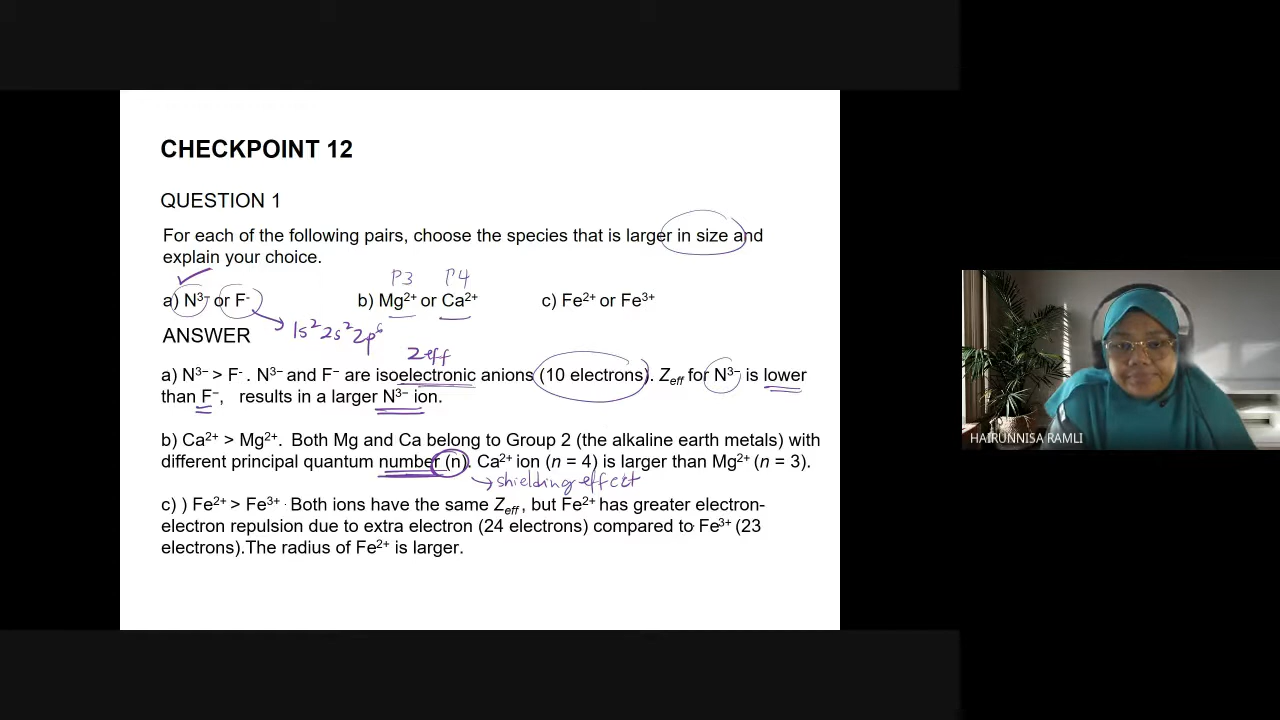 CHECKPOINT 12
QUESTION 1
For each of the following pairs, choose the species that is larger in size and
explain your choice.
P3 P4
a) N³⁻ or F⁻ b) Mg²⁺ or Ca²⁺ c) Fe²⁺ or Fe³⁺
1s² 2s² 2p⁶
ANSWER
Zeff
a) N³⁻ > F⁻. N³⁻ and F⁻ are isoelectronic anions (10 electrons). Zeff for N³⁻ is lower
than F⁻, results in a larger N³⁻ ion.
b) Ca²⁺ > Mg²⁺. Both Mg and Ca belong to Group 2 (the alkaline earth metals) with
different principal quantum number (n). Ca²⁺ ion (n = 4) is larger than Mg²⁺ (n = 3).
shielding effect
c) ) Fe²⁺ > Fe³⁺. Both ions have the same Zeff, but Fe²⁺ has greater electron-
electron repulsion due to extra electron (24 electrons) compared to Fe³⁺ (23
electrons).The radius of Fe²⁺ is larger.
HAIRUNNISA RAMLI